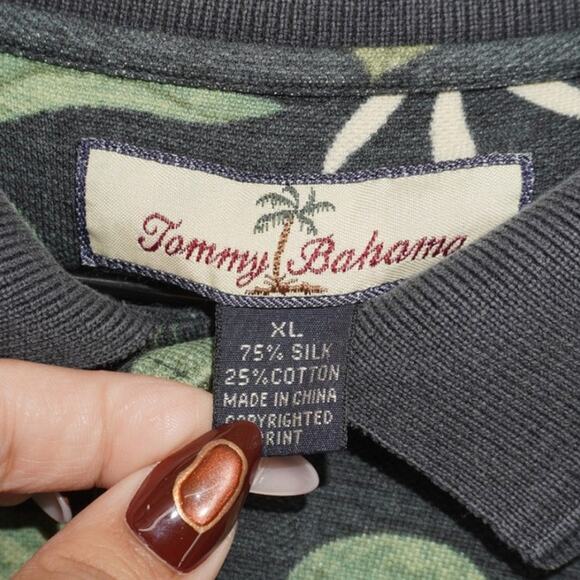 Tommy Bahama
XL
75% SILK
25% COTTON
MADE IN CHINA
COPYRIGHTED
PRINT